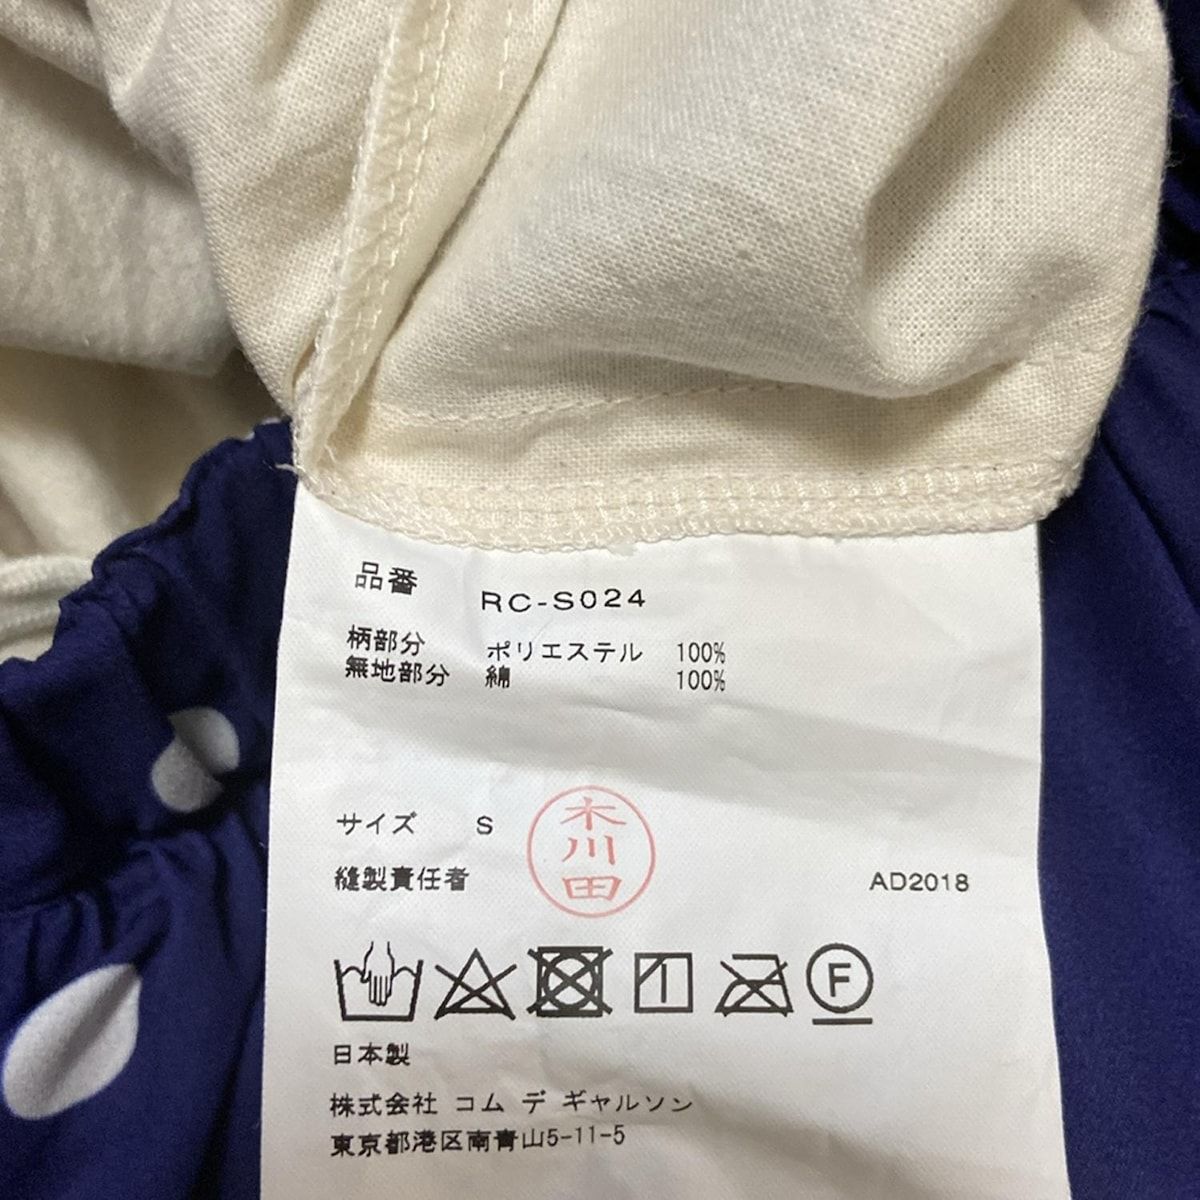 品番 RC-S024
柄部分 ポリエステル 100%
無地部分 綿 100%
サイズ S
木川田
縫製責任者 AD2018
F
日本製
株式会社 コム デ ギャルソン
東京都港区南青山5-11-5